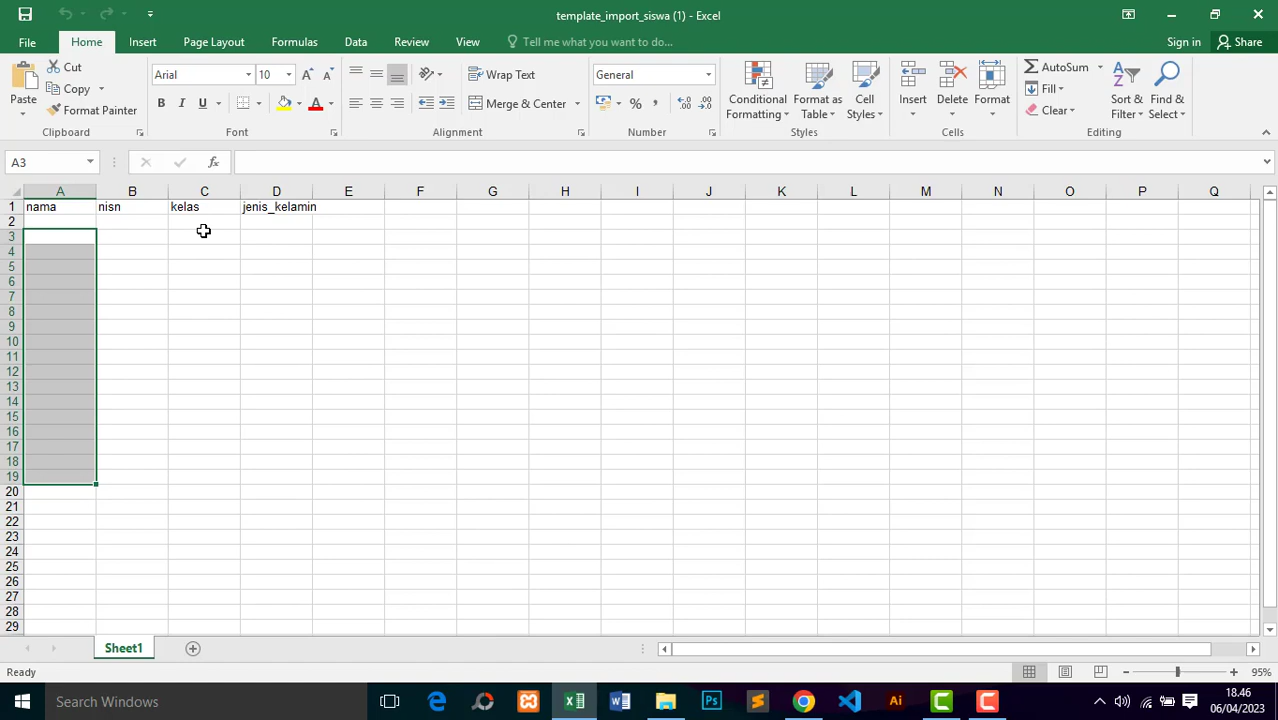 template_import_siswa (1) - Excel
File Home Insert Page Layout Formulas Data Review View Tell me what you want to do... Sign in Share
Paste Cut Copy Format Painter
Clipboard
Arial 10
B I U A
Font
Wrap Text
Merge & Center
Alignment
General
%
Number
Conditional Formatting
Format as Table
Cell Styles
Styles
Insert Delete Format
Cells
AutoSum
Fill
Clear
Sort & Filter
Find & Select
Editing
A3 fx
A B C D E F G H I J K L M N O P Q
1 nama nisn kelas jenis_kelamin
2
3
4
5
6
7
8
9
10
11
12
13
14
15
16
17
18
19
20
21
22
23
24
25
26
27
28
29
Sheet1
Ready 95%
Search Windows Ps Ai 18.46
06/04/2023